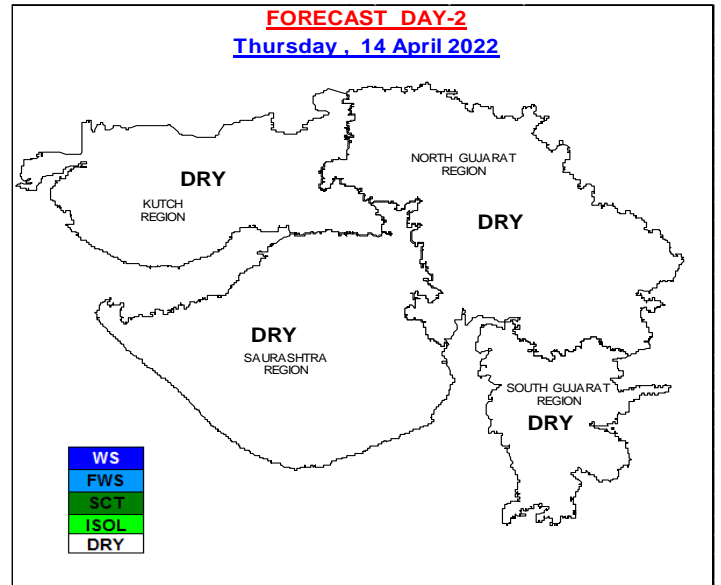 FORECAST DAY-2
Thursday , 14 April 2022
NORTH GUJARAT
REGION
DRY
KUTCH
REGION
DRY
DRY
SAURASHTRA
REGION
SOUTH GUJARAT
REGION
DRY
WS
FWS
SCT
ISOL
DRY